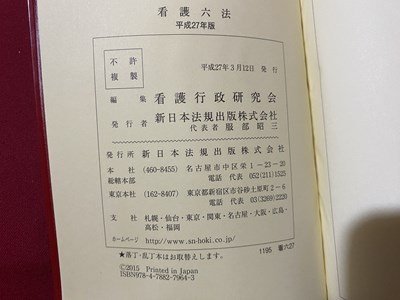 看護六法
平成27年版
不許
複製
平成27年3月12日 発行
編集 看護行政研究会
発行者 新日本法規出版株式会社
代表者 服部昭三
発行所 新日本法規出版株式会社
本社 (460-8455) 名古屋市中区栄1-23-20
総轄本部 電話 代表 052(211)1525
東京本社 (162-8407) 東京都新宿区市谷砂土原町2-6
電話 代表 03(3269)2220
支社 札幌・仙台・東京・関東・名古屋・大阪・広島・
高松・福岡
ホームページ http://www.sn-hoki.co.jp/
1195 看六27
★落丁・乱丁本はお取替えします。
©2015 Printed in Japan
ISBN978-4-7882-7964-3